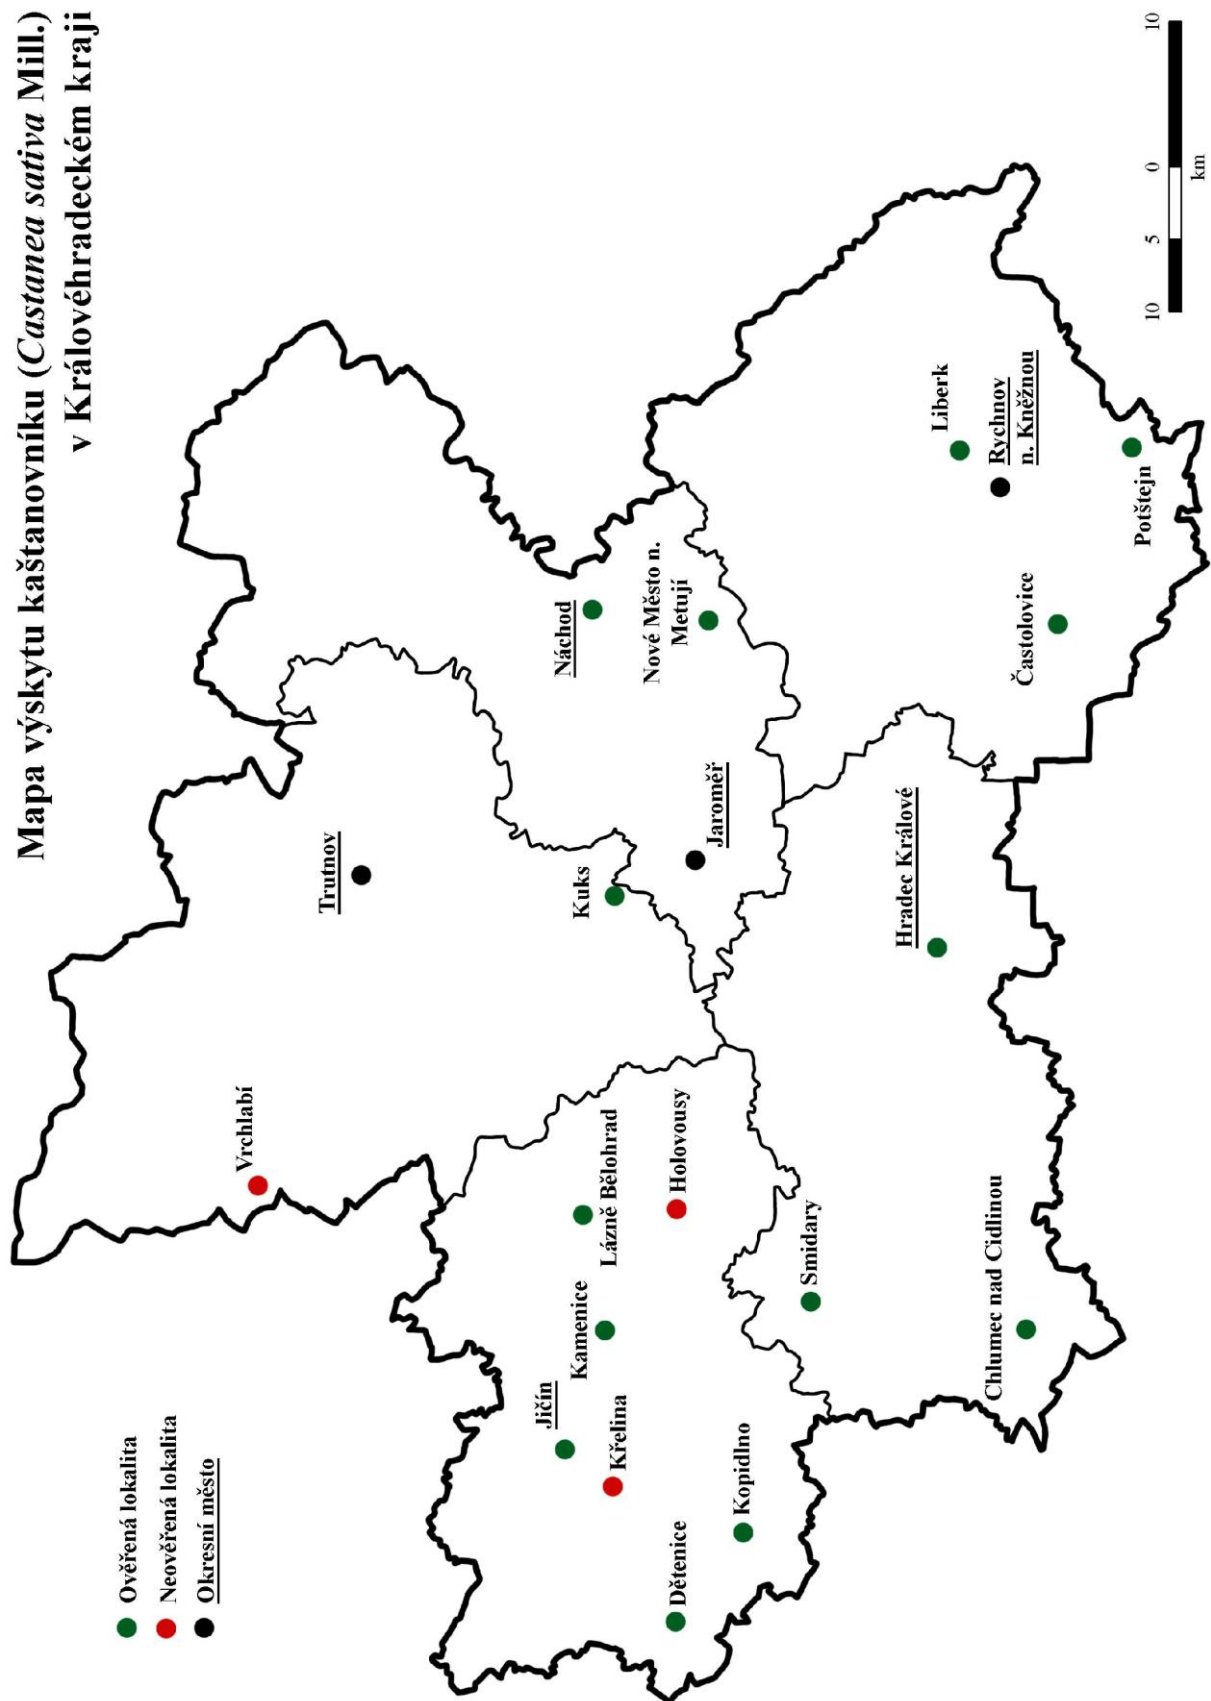 Mapa výskytu kaštanovníku (Castanea sativa Mill.)
v Královéhradeckém kraji
Ověřená lokalita
Neověřená lokalita
Okresní město
Vrchlabí
Trutnov
Jičín
Kamenice
Lázně Bělohrad
Křelina
Holovousy
Kuks
Náchod
Dětenice
Kopidlno
Smidary
Jaroměř
Nové Město n.
Metují
Hradec Králové
Chlumec nad Cidlinou
Liberk
Rychnov
n. Kněžnou
Častolovice
Potštejn
10 5 0 10
km